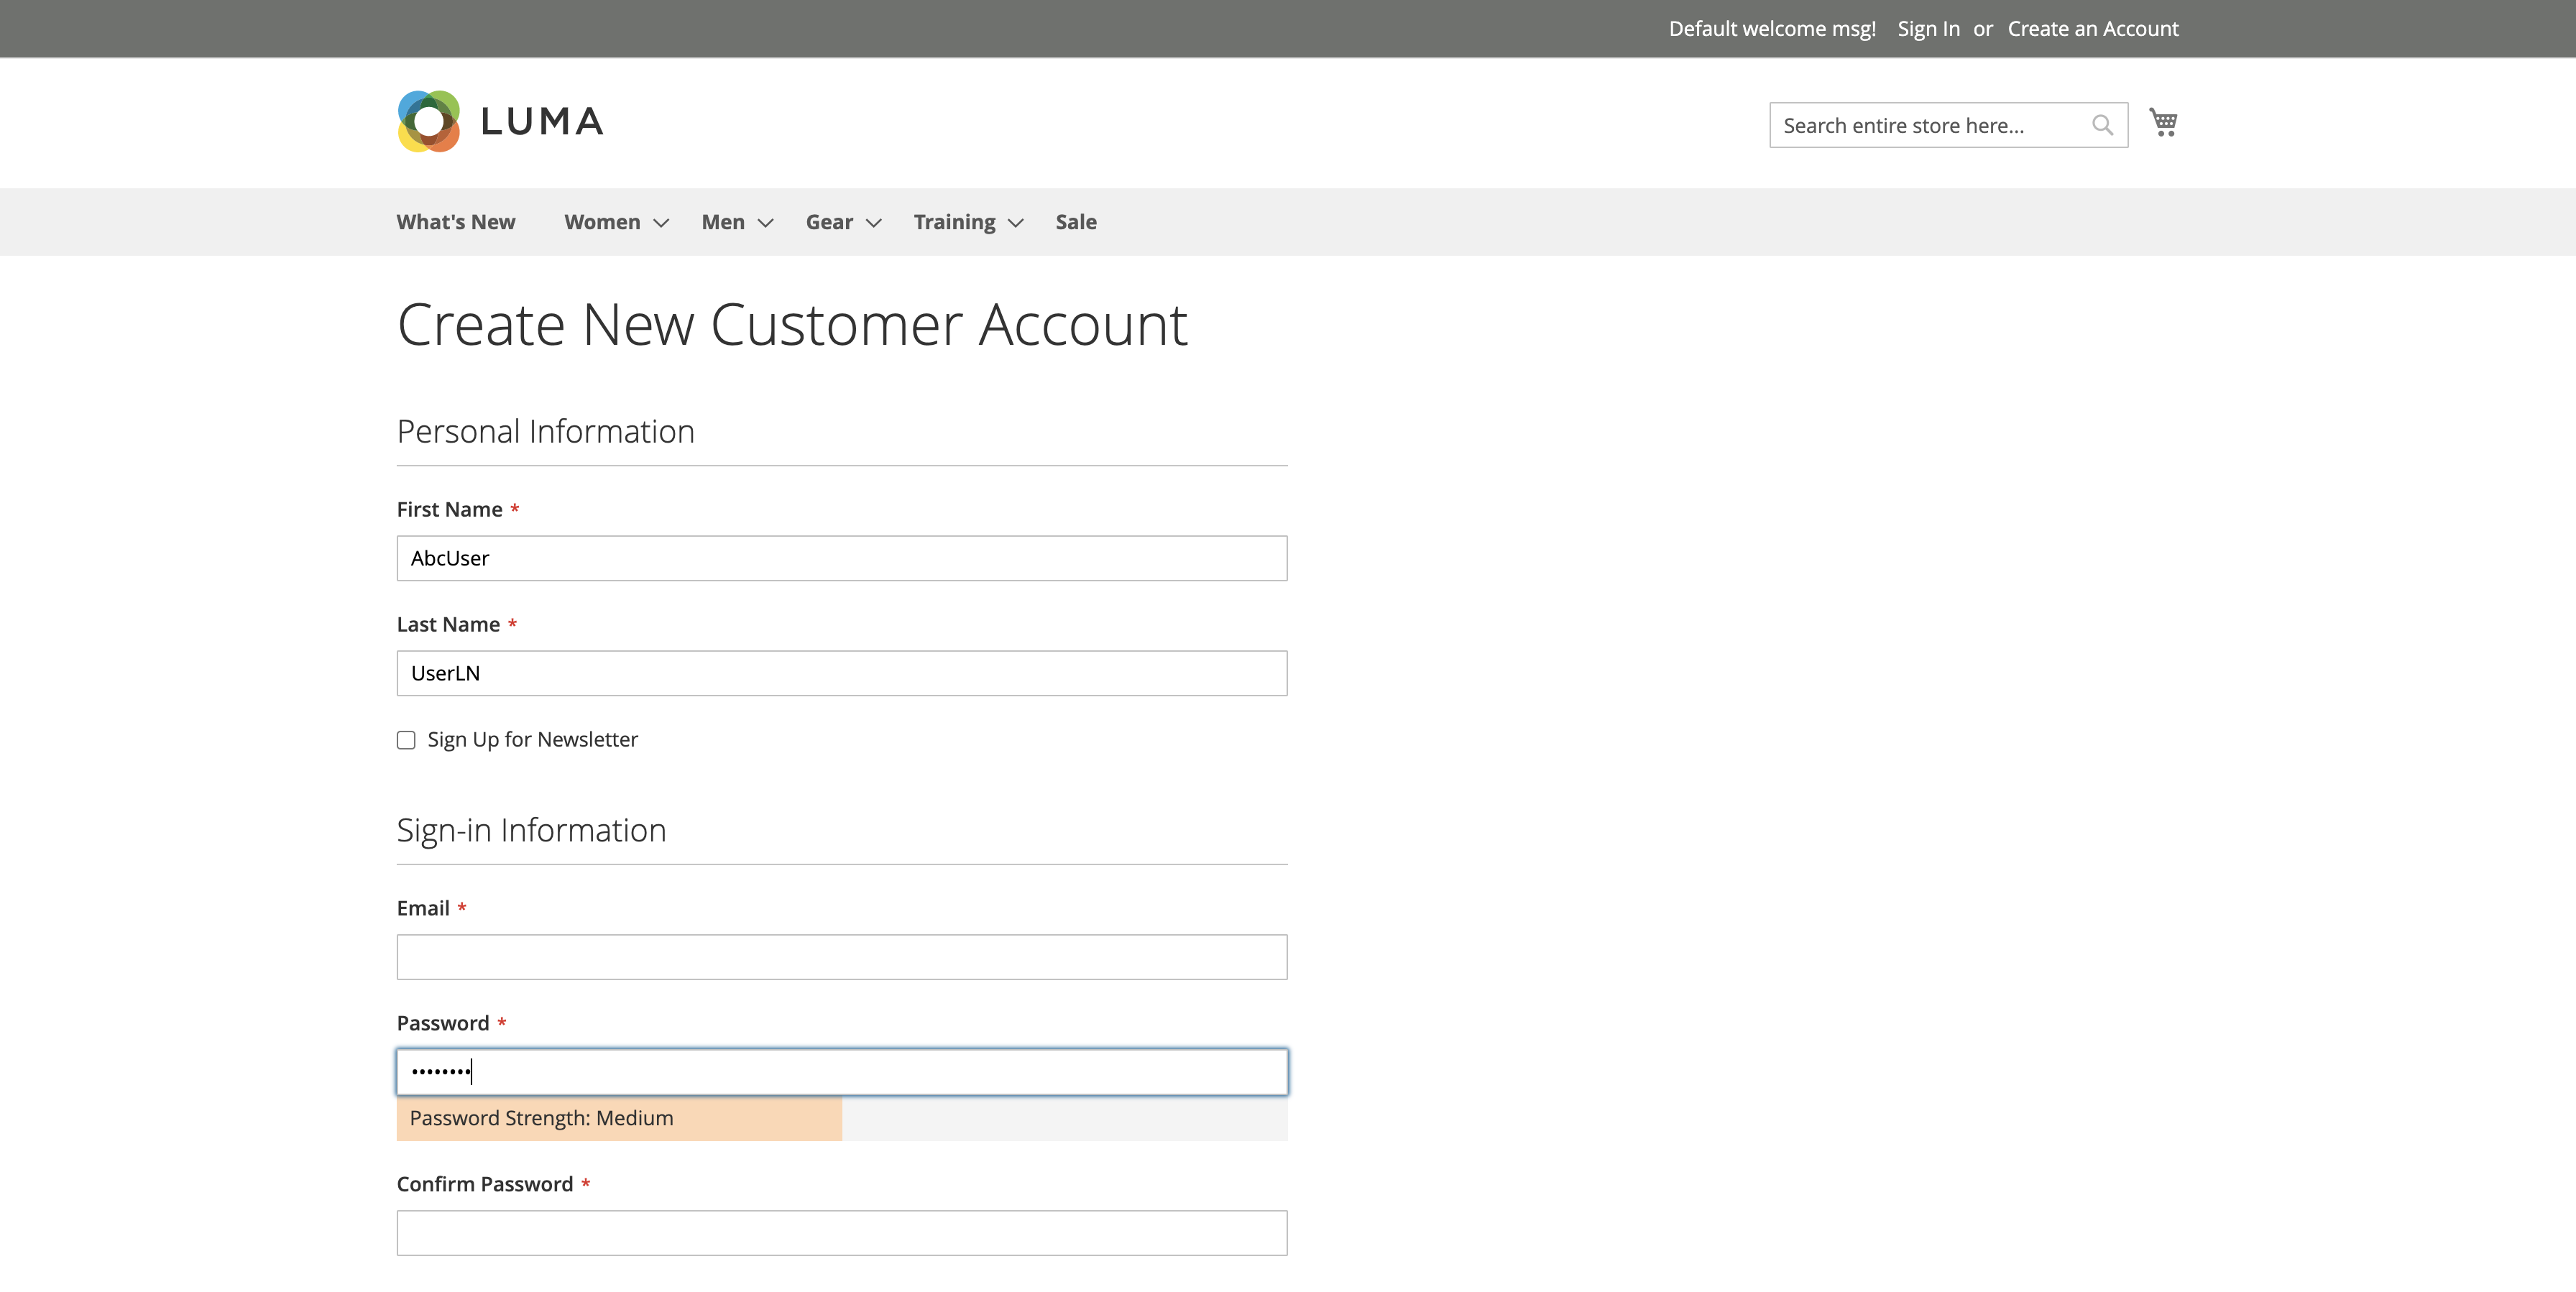 Default welcome msg! Sign In or Create an Account
LUMA
Search entire store here...
What's New Women Men Gear Training Sale
Create New Customer Account
Personal Information
First Name *
AbcUser
Last Name *
UserLN
Sign Up for Newsletter
Sign-in Information
Email *
Password *
••••••••
Password Strength: Medium
Confirm Password *